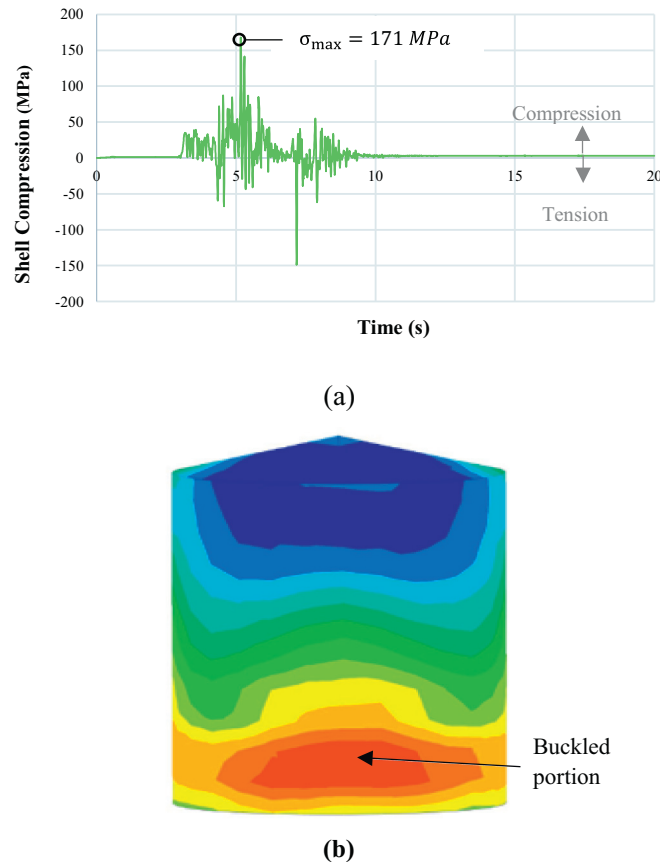 200
σmax = 171 MPa
150
100
Compression
50
0
0 5 10 15 20
-50
Tension
-100
-150
-200
Shell Compression (MPa)
Time (s)
(a)
Buckled
portion
(b)